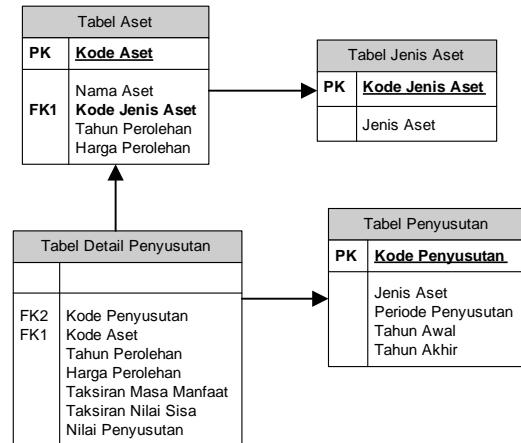 Tabel Aset
PK Kode Aset
Nama Aset
FK1 Kode Jenis Aset
Tahun Perolehan
Harga Perolehan
Tabel Jenis Aset
PK Kode Jenis Aset
Jenis Aset
Tabel Detail Penyusutan
FK2 Kode Penyusutan
FK1 Kode Aset
Tahun Perolehan
Harga Perolehan
Taksiran Masa Manfaat
Taksiran Nilai Sisa
Nilai Penyusutan
Tabel Penyusutan
PK Kode Penyusutan
Jenis Aset
Periode Penyusutan
Tahun Awal
Tahun Akhir